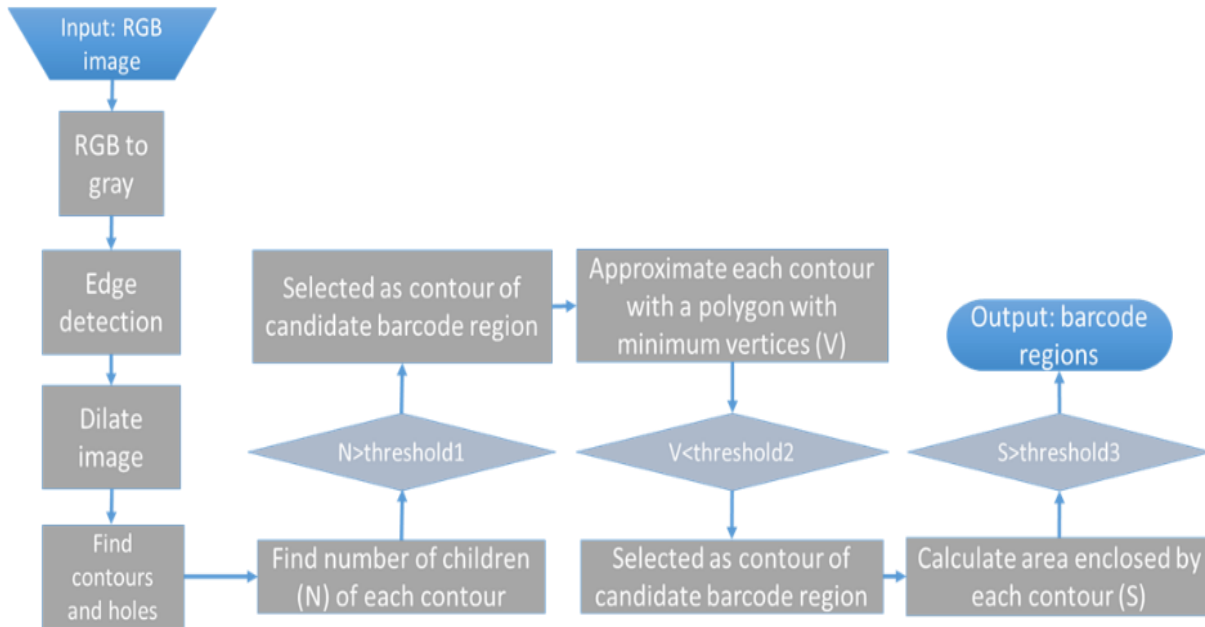 Input: RGB
image
RGB to
gray
Edge
detection
Dilate
image
Find
contours
and holes
Find number of children
(N) of each contour
N>threshold1
Selected as contour of
candidate barcode region
Approximate each contour
with a polygon with
minimum vertices (V)
V<threshold2
Selected as contour of
candidate barcode region
Calculate area enclosed by
each contour (S)
S>threshold3
Output: barcode
regions